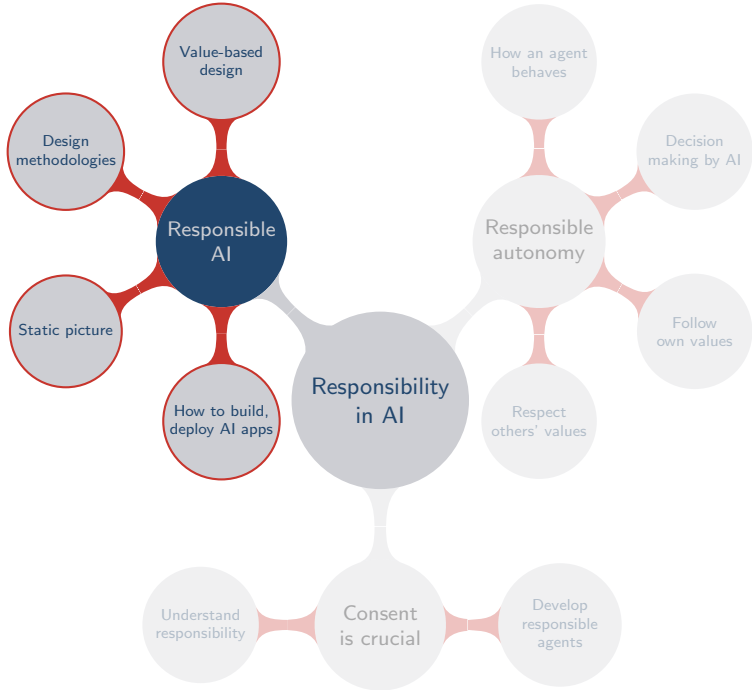 Value-based
design
Design
methodologies
Responsible
AI
Static picture
How to build,
deploy AI apps
How an agent
behaves
Decision
making by AI
Responsible
autonomy
Follow
own values
Respect
others' values
Responsibility
in AI
Understand
responsibility
Consent
is crucial
Develop
responsible
agents